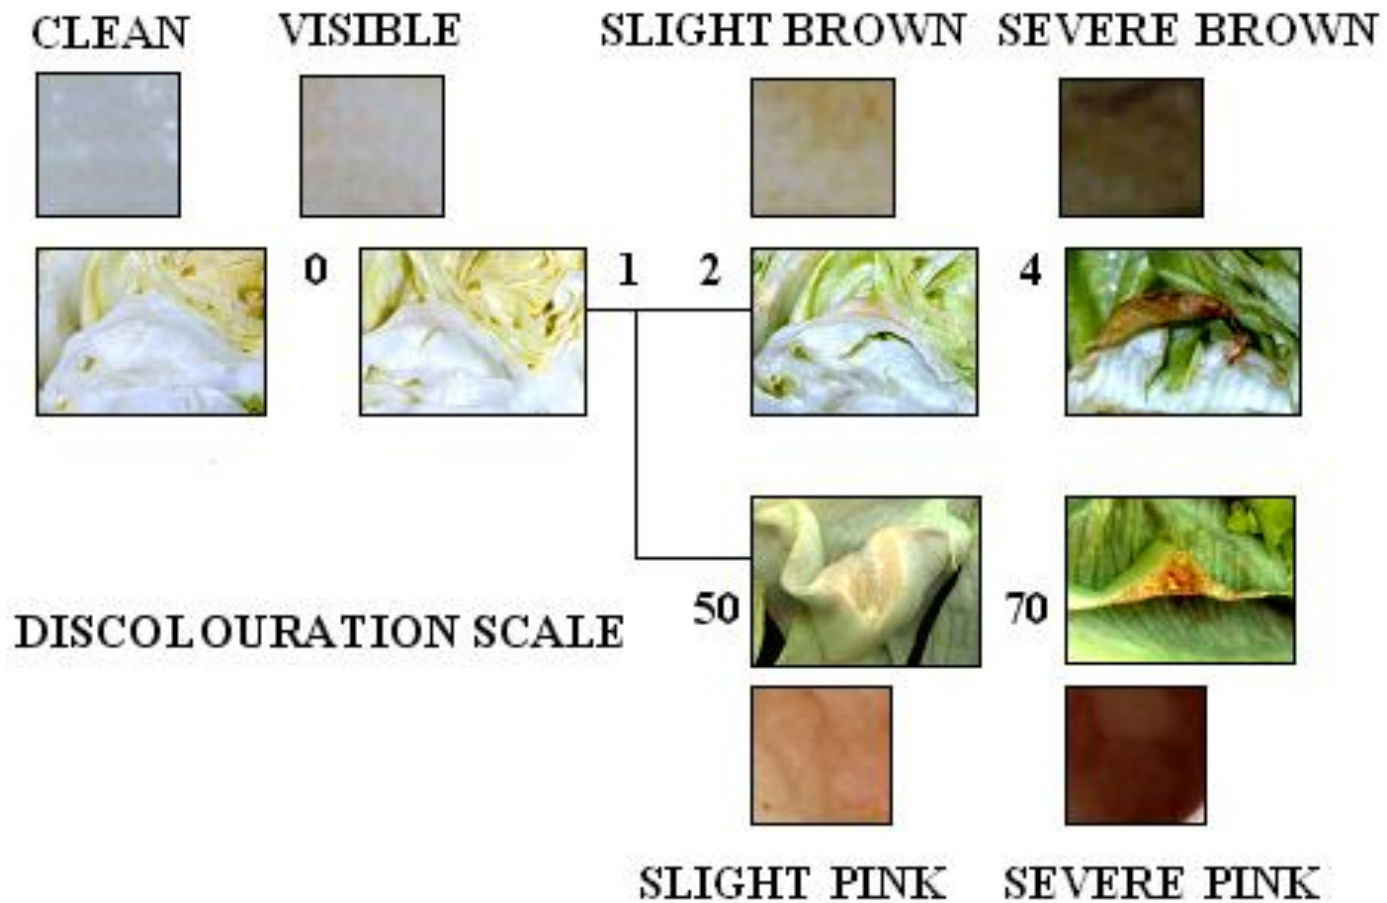 CLEAN VISIBLE SLIGHT BROWN SEVERE BROWN
0 1 2 4
50 70
DISCOLOURATION SCALE
SLIGHT PINK SEVERE PINK